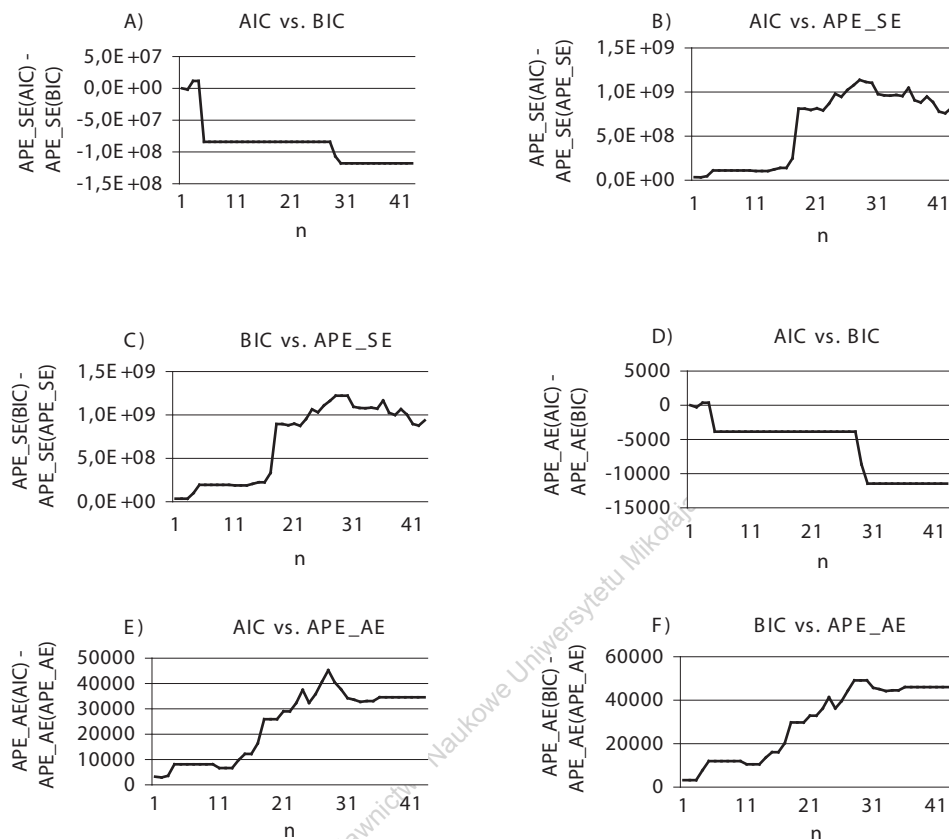 A) AIC vs. BIC
APE_SE(AIC) -
APE_SE(BIC)
5,0E +07
0,0E +00
-5,0E +07
-1,0E +08
-1,5E +08
1 11 21 31 41
n
B) AIC vs. APE_SE
APE_SE(AIC) -
APE_SE(APE_SE)
1,5E +09
1,0E +09
5,0E +08
0,0E +00
1 11 21 31 41
n
C) BIC vs. APE_SE
APE_SE(BIC) -
APE_SE(APE_SE)
1,5E +09
1,0E +09
5,0E +08
0,0E +00
1 11 21 31 41
n
D) AIC vs. BIC
APE_AE(AIC) -
APE_AE(BIC)
5000
0
-5000
-10000
-15000
1 11 21 31 41
n
E) AIC vs. APE_AE
APE_AE(AIC) -
APE_AE(APE_AE)
50000
40000
30000
20000
10000
0
1 11 21 31 41
n
F) BIC vs. APE_AE
APE_AE(BIC) -
APE_AE(APE_AE)
60000
40000
20000
0
1 11 21 31 41
n
Naukowe Uniwersytetu